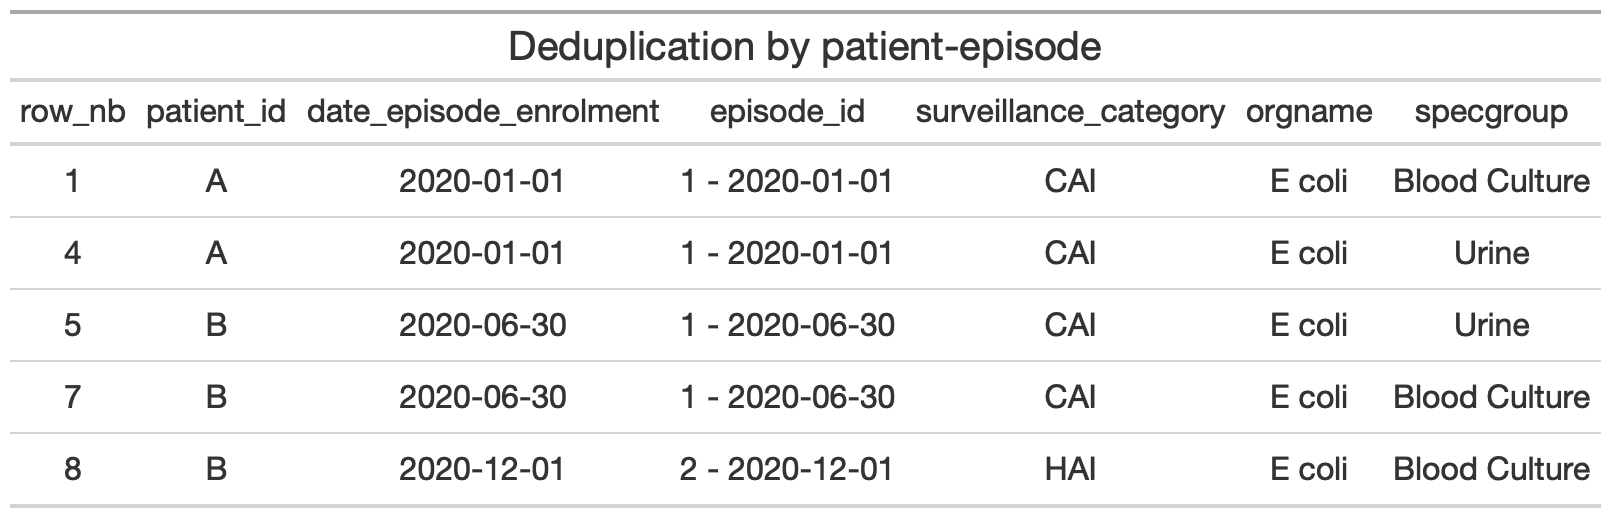 Deduplication by patient-episode
row_nb patient_id date_episode_enrolment episode_id surveillance_category orgname specgroup
1 A 2020-01-01 1 - 2020-01-01 CAI E coli Blood Culture
4 A 2020-01-01 1 - 2020-01-01 CAI E coli Urine
5 B 2020-06-30 1 - 2020-06-30 CAI E coli Urine
7 B 2020-06-30 1 - 2020-06-30 CAI E coli Blood Culture
8 B 2020-12-01 2 - 2020-12-01 HAI E coli Blood Culture